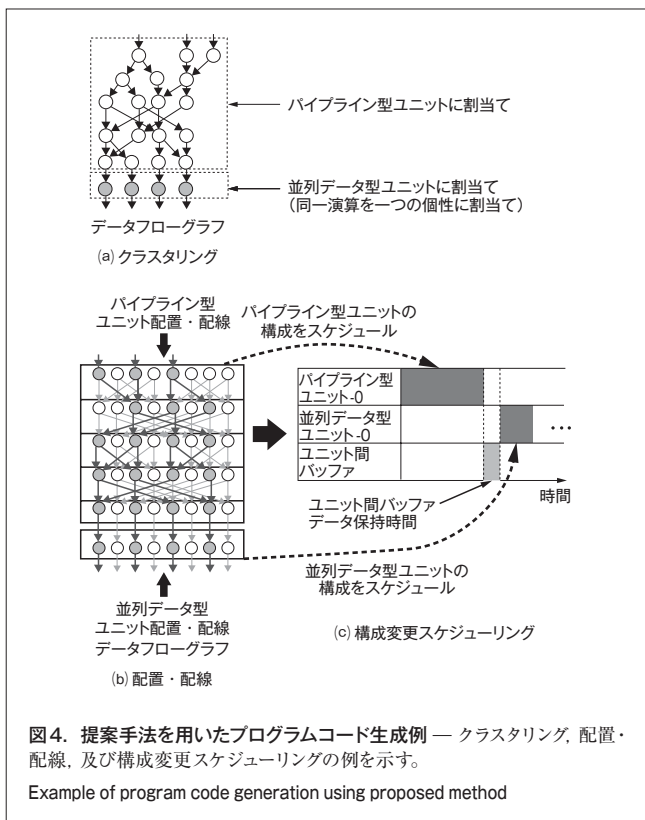 パイプライン型ユニットに割当て
並列データ型ユニットに割当て
(同一演算を一つの個性に割当て)
データフローグラフ
(a) クラスタリング
パイプライン型
ユニット配置・配線
パイプライン型ユニットの
構成をスケジュール
パイプライン型
ユニット-0
並列データ型
ユニット-0
ユニット間
バッファ
…
時間
ユニット間バッファ
データ保持時間
並列データ型ユニットの
構成をスケジュール
並列データ型
ユニット配置・配線
データフローグラフ
(b) 配置・配線
(c) 構成変更スケジューリング
図4. 提案手法を用いたプログラムコード生成例 — クラスタリング, 配置・
配線, 及び構成変更スケジューリングの例を示す。
Example of program code generation using proposed method